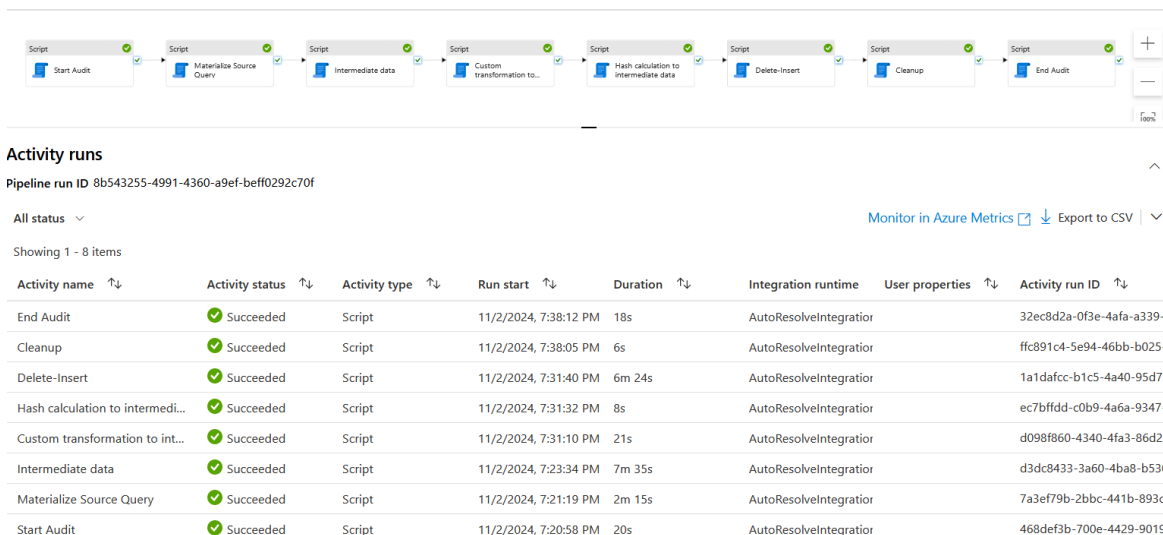 Script Script Script Script Script Script Script Script
Start Audit Materialize Source Query Intermediate data Custom transformation to... Hash calculation to intermediate data Delete-Insert Cleanup End Audit
100%
Activity runs
Pipeline run ID 8b543255-4991-4360-a9ef-beff0292c70f
All status Monitor in Azure Metrics Export to CSV
Showing 1 - 8 items
Activity name Activity status Activity type Run start Duration Integration runtime User properties Activity run ID
End Audit Succeeded Script 11/2/2024, 7:38:12 PM 18s AutoResolveIntegration 32ec8d2a-0f3e-4afa-a339-
Cleanup Succeeded Script 11/2/2024, 7:38:05 PM 6s AutoResolveIntegration ffc891c4-5e94-46bb-b025-
Delete-Insert Succeeded Script 11/2/2024, 7:31:40 PM 6m 24s AutoResolveIntegration 1a1dafcc-b1c5-4a40-95d7
Hash calculation to intermedi... Succeeded Script 11/2/2024, 7:31:32 PM 8s AutoResolveIntegration ec7bffdd-c0b9-4a6a-9347-
Custom transformation to int... Succeeded Script 11/2/2024, 7:31:10 PM 21s AutoResolveIntegration d098f860-4340-4fa3-86d2
Intermediate data Succeeded Script 11/2/2024, 7:23:34 PM 7m 35s AutoResolveIntegration d3dc8433-3a60-4ba8-b53
Materialize Source Query Succeeded Script 11/2/2024, 7:21:19 PM 2m 15s AutoResolveIntegration 7a3ef79b-2bbc-441b-893c
Start Audit Succeeded Script 11/2/2024, 7:20:58 PM 20s AutoResolveIntegration 468def3b-700e-4429-9019